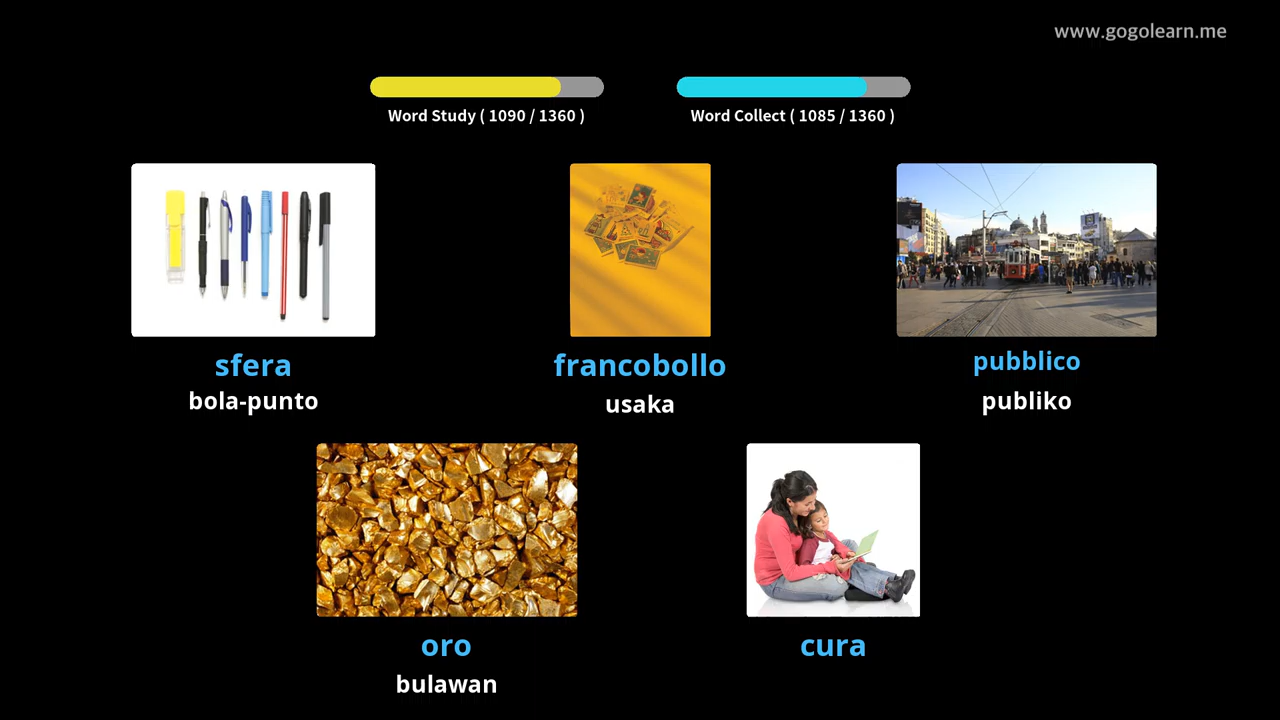 www.gogolearn.me
Word Study ( 1090 / 1360 )
Word Collect ( 1085 / 1360 )
sfera
bola-punto
francobollo
usaka
pubblico
publiko
oro
bulawan
cura